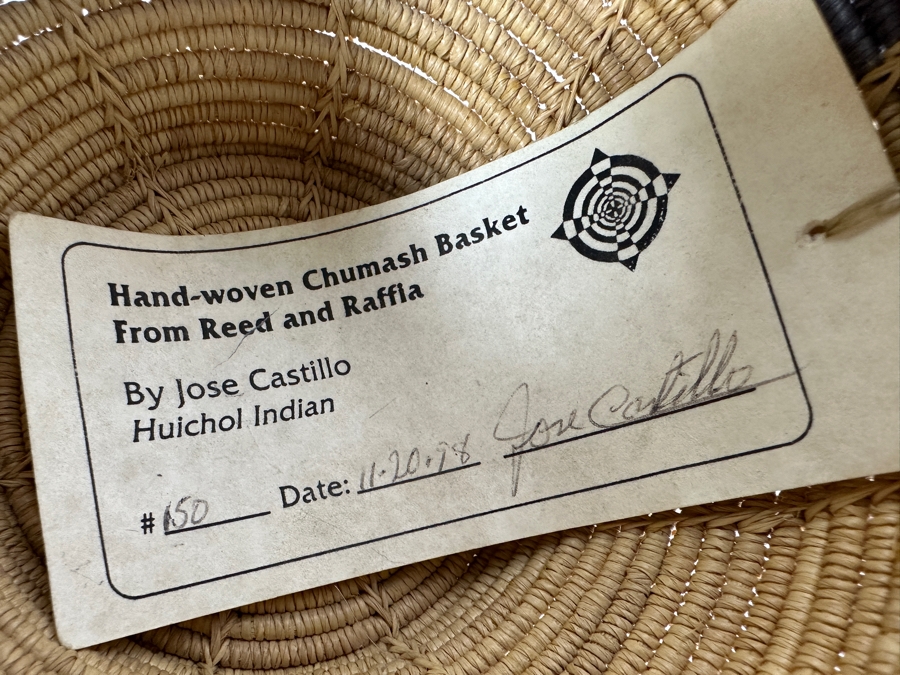 Hand-woven Chumash Basket
From Reed and Raffia
By Jose Castillo
Huichol Indian
# 150 Date: 11·20·78 Jose Castillo